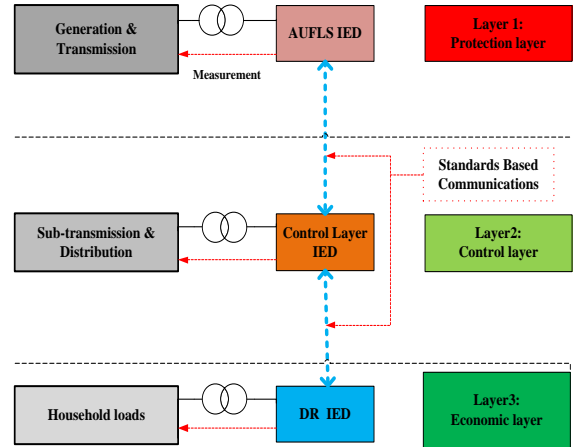 Generation &
Transmission
AUFLS IED
Layer 1:
Protection layer
Measurement
Standards Based
Communications
Sub-transmission &
Distribution
Control Layer
IED
Layer2:
Control layer
Household loads
DR IED
Layer3:
Economic layer